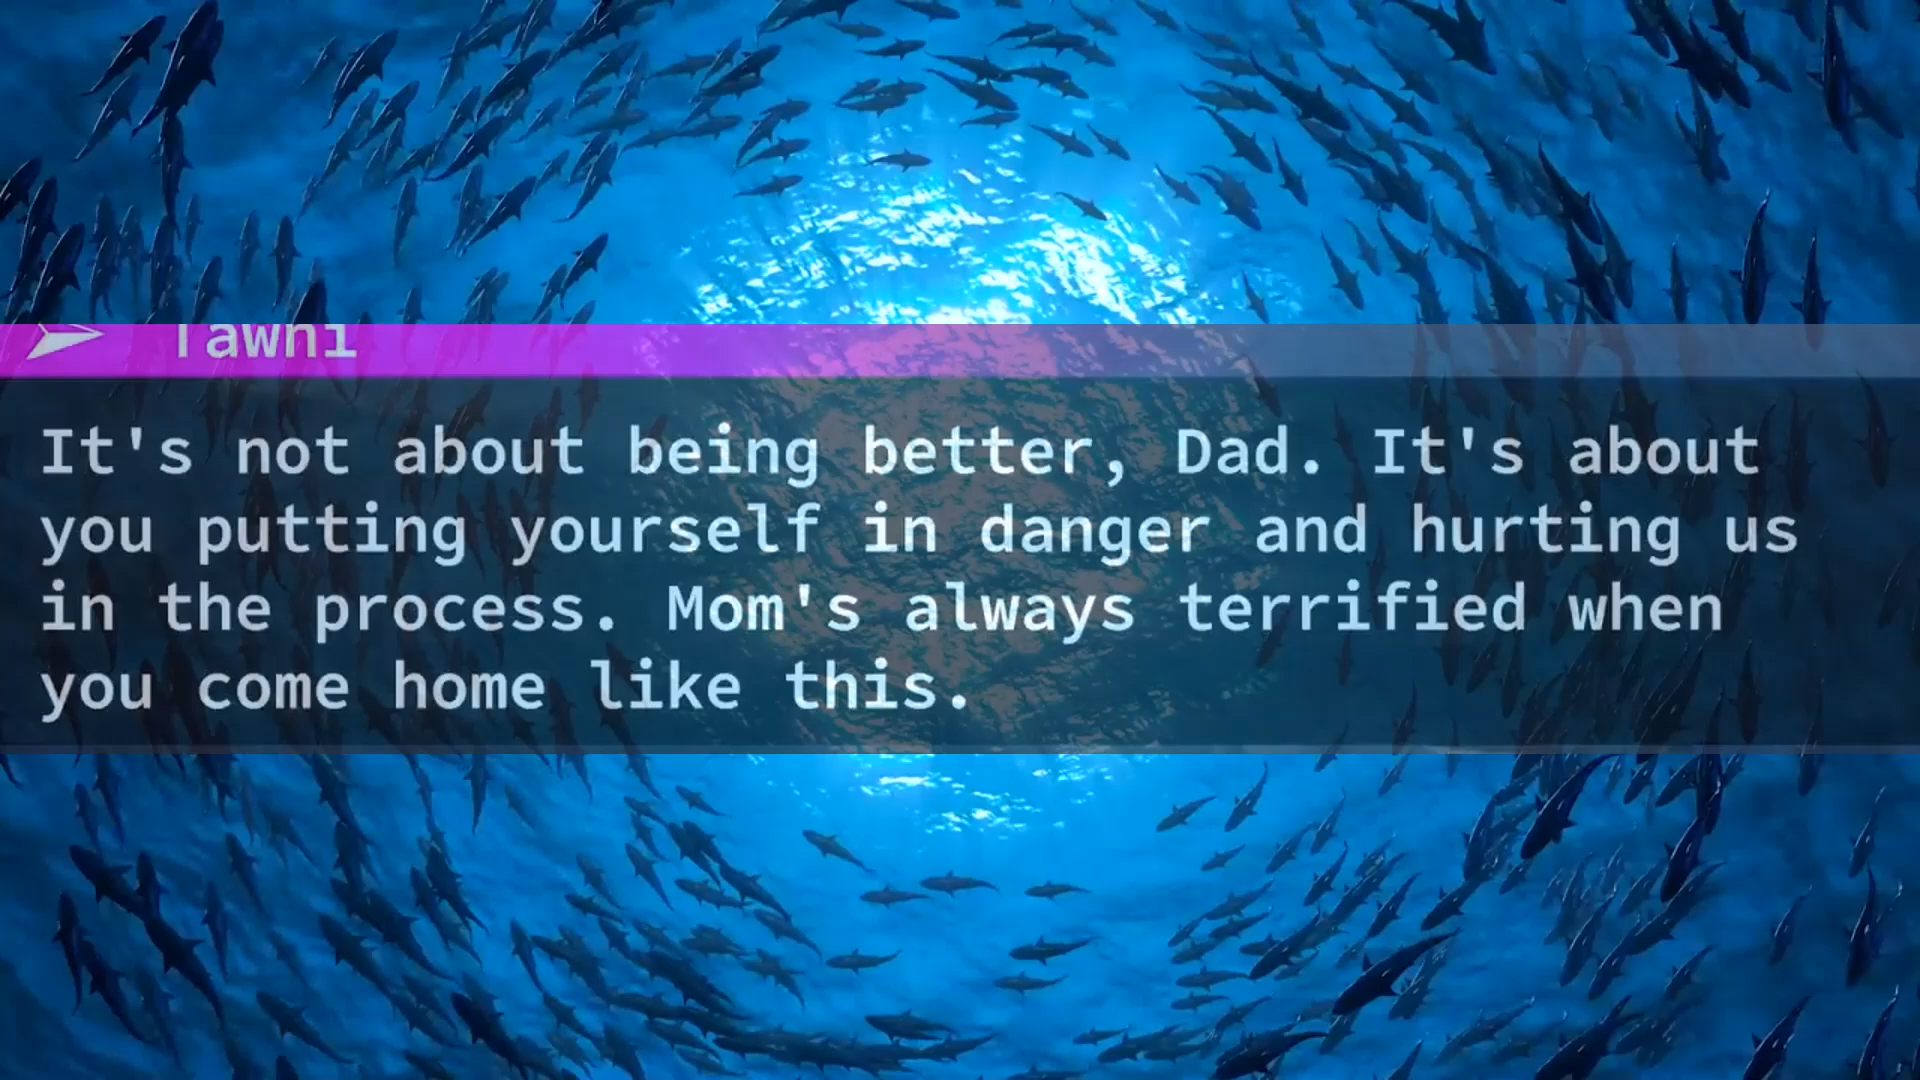 Tawni
It's not about being better, Dad. It's about
you putting yourself in danger and hurting us
in the process. Mom's always terrified when
you come home like this.